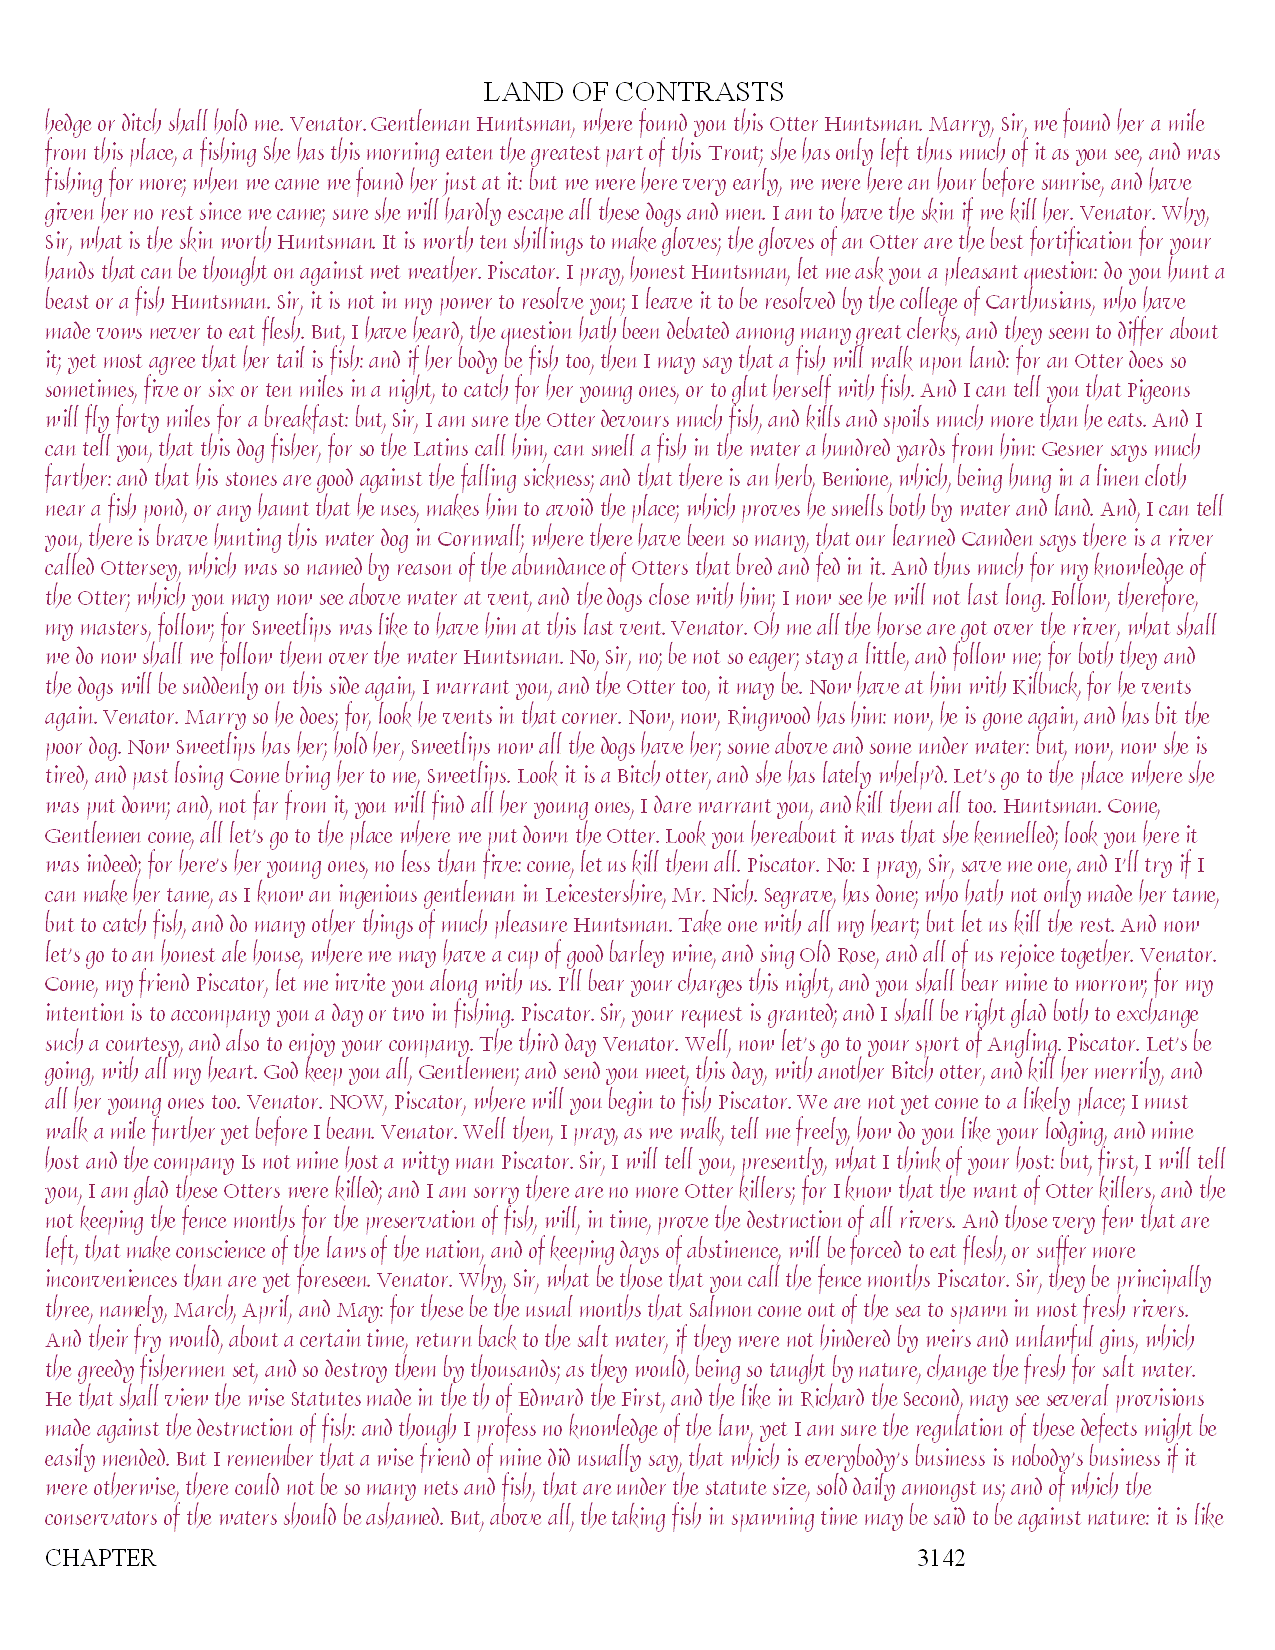 LAND OF CONTRASTS
hedge or ditch shall hold me. Venator. Gentleman Huntsman, where found you this Otter Huntsman. Marry, Sir, we found her a mile
from this place, a fishing She has this morning eaten the greatest part of this Trout; she has only left thus much of it as you see, and was
fishing for more; when we came we found her just at it: but we were here very early, we were here an hour before sunrise, and have
given her no rest since we came; sure she will hardly escape all these dogs and men. I am to have the skin if we kill her. Venator. Why,
Sir, what is the skin worth Huntsman. It is worth ten shillings to make gloves; the gloves of an Otter are the best fortification for your
hands that can be thought on against wet weather. Piscator. I pray, honest Huntsman, let me ask you a pleasant question: do you hunt a
beast or a fish Huntsman. Sir, it is not in my power to resolve you; I leave it to be resolved by the college of Carthusians, who have
made vows never to eat flesh. But, I have heard, the question hath been debated among many great clerks, and they seem to differ about
it; yet most agree that her tail is fish: and if her body be fish too, then I may say that a fish will walk upon land: for an Otter does so
sometimes, five or six or ten miles in a night, to catch for her young ones, or to glut herself with fish. And I can tell you that Pigeons
will fly forty miles for a breakfast: but, Sir, I am sure the Otter devours much fish, and kills and spoils much more than he eats. And I
can tell you, that this dog fisher, for so the Latins call him, can smell a fish in the water a hundred yards from him: Gesner says much
farther: and that his stones are good against the falling sickness; and that there is an herb, Benione, which, being hung in a linen cloth
near a fish pond, or any haunt that he uses, makes him to avoid the place; which proves he smells both by water and land. And, I can tell
you, there is brave hunting this water dog in Cornwall; where there have been so many, that our learned Camden says there is a river
called Ottersey, which was so named by reason of the abundance of Otters that bred and fed in it. And thus much for my knowledge of
the Otter; which you may now see above water at vent, and the dogs close with him; I now see he will not last long. Follow, therefore,
my masters, follow; for Sweetlips was like to have him at this last vent. Venator. Oh me all the horse are got over the river, what shall
we do now shall we follow them over the water Huntsman. No, Sir, no; be not so eager; stay a little, and follow me; for both they and
the dogs will be suddenly on this side again, I warrant you, and the Otter too, it may be. Now have at him with Kilbuck, for he vents
again. Venator. Marry so he does; for, look he vents in that corner. Now, now, Ringwood has him: now, he is gone again, and has bit the
poor dog. Now Sweetlips has her; hold her, Sweetlips now all the dogs have her; some above and some under water: but, now, now she is
tired, and past losing Come bring her to me, Sweetlips. Look it is a Bitch otter, and she has lately whelp'd. Let's go to the place where she
was put down; and, not far from it, you will find all her young ones, I dare warrant you, and kill them all too. Huntsman. Come,
Gentlemen come, all let's go to the place where we put down the Otter. Look you hereabout it was that she kennelled; look you here it
was indeed; for here's her young ones, no less than five: come, let us kill them all. Piscator. No: I pray, Sir, save me one, and I'll try if I
can make her tame, as I know an ingenious gentleman in Leicestershire, Mr. Nich. Segrave, has done; who hath not only made her tame,
but to catch fish, and do many other things of much pleasure Huntsman. Take one with all my heart; but let us kill the rest. And now
let's go to an honest ale house, where we may have a cup of good barley wine, and sing Old Rose, and all of us rejoice together. Venator.
Come, my friend Piscator, let me invite you along with us. I'll bear your charges this night, and you shall bear mine to morrow; for my
intention is to accompany you a day or two in fishing. Piscator. Sir, your request is granted; and I shall be right glad both to exchange
such a courtesy, and also to enjoy your company. The third day Venator. Well, now let's go to your sport of Angling. Piscator. Let's be
going, with all my heart. God keep you all, Gentlemen; and send you meet, this day, with another Bitch otter, and kill her merrily, and
all her young ones too. Venator. NOW, Piscator, where will you begin to fish Piscator. We are not yet come to a likely place; I must
walk a mile further yet before I beam. Venator. Well then, I pray, as we walk, tell me freely, how do you like your lodging, and mine
host and the company Is not mine host a witty man Piscator. Sir, I will tell you, presently, what I think of your host: but, first, I will tell
you, I am glad these Otters were killed; and I am sorry there are no more Otter killers; for I know that the want of Otter killers, and the
not keeping the fence months for the preservation of fish, will, in time, prove the destruction of all rivers. And those very few that are
left, that make conscience of the laws of the nation, and of keeping days of abstinence, will be forced to eat flesh, or suffer more
inconveniences than are yet foreseen. Venator. Why, Sir, what be those that you call the fence months Piscator. Sir, they be principally
three, namely, March, April, and May: for these be the usual months that Salmon come out of the sea to spawn in most fresh rivers.
And their fry would, about a certain time, return back to the salt water, if they were not hindered by weirs and unlawful gins, which
the greedy fishermen set, and so destroy them by thousands; as they would, being so taught by nature, change the fresh for salt water.
He that shall view the wise Statutes made in the th of Edward the First, and the like in Richard the Second, may see several provisions
made against the destruction of fish: and though I profess no knowledge of the law, yet I am sure the regulation of these defects might be
easily mended. But I remember that a wise friend of mine did usually say, that which is everybody's business is nobody's business if it
were otherwise, there could not be so many nets and fish, that are under the statute size, sold daily amongst us; and of which the
conservators of the waters should be ashamed. But, above all, the taking fish in spawning time may be said to be against nature: it is like
CHAPTER 3142